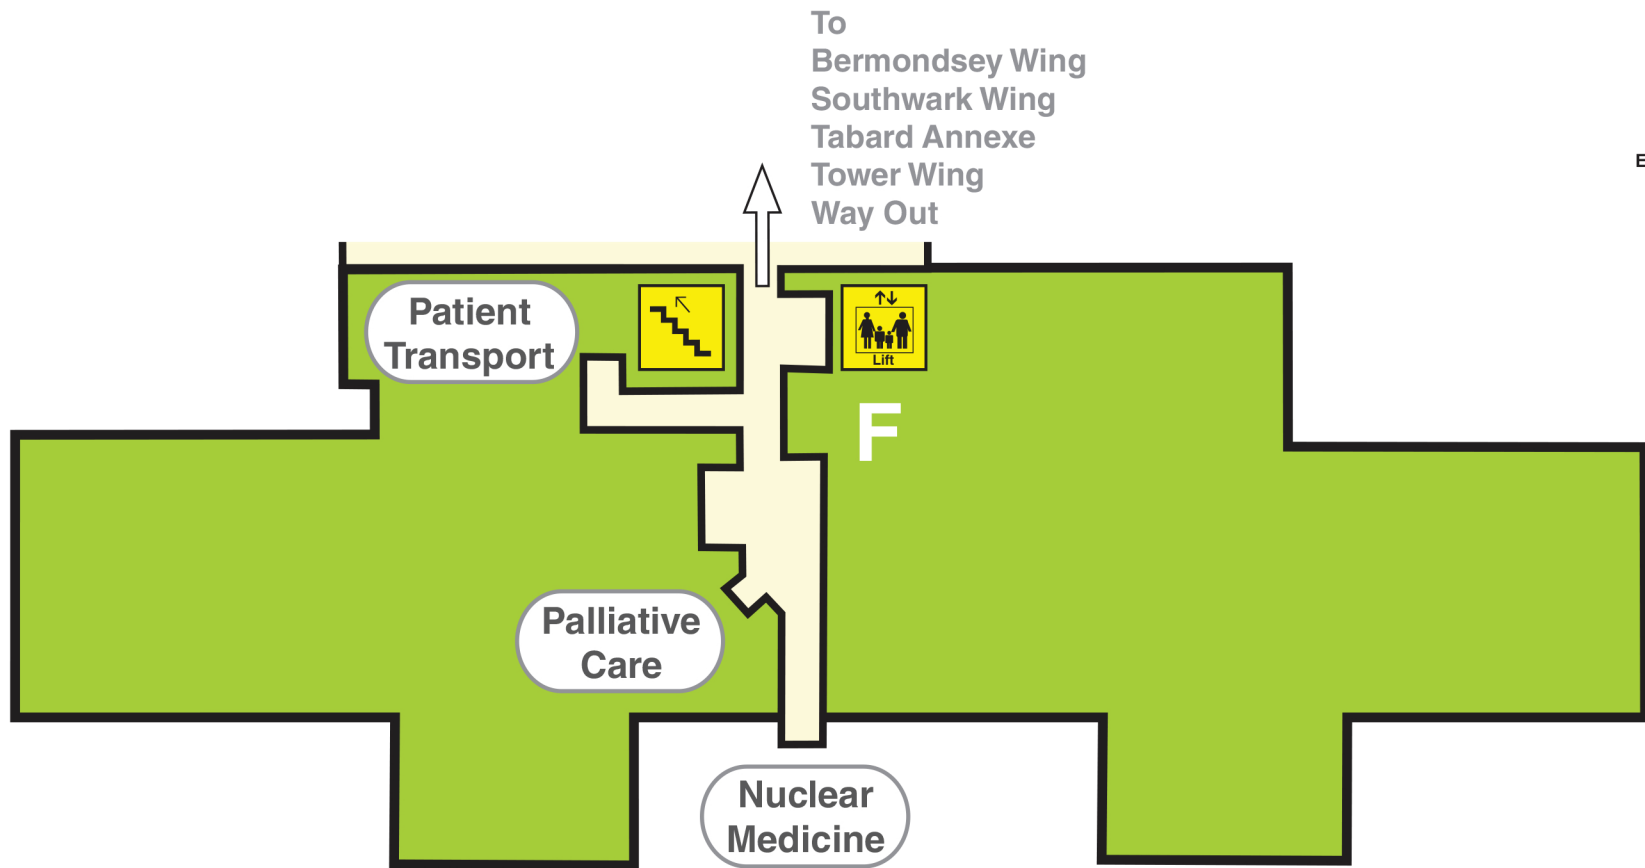 To
Bermondsey Wing
Southwark Wing
Tabard Annexe
Tower Wing
Way Out
E
Patient
Transport
Lift
F
Palliative
Care
Nuclear
Medicine